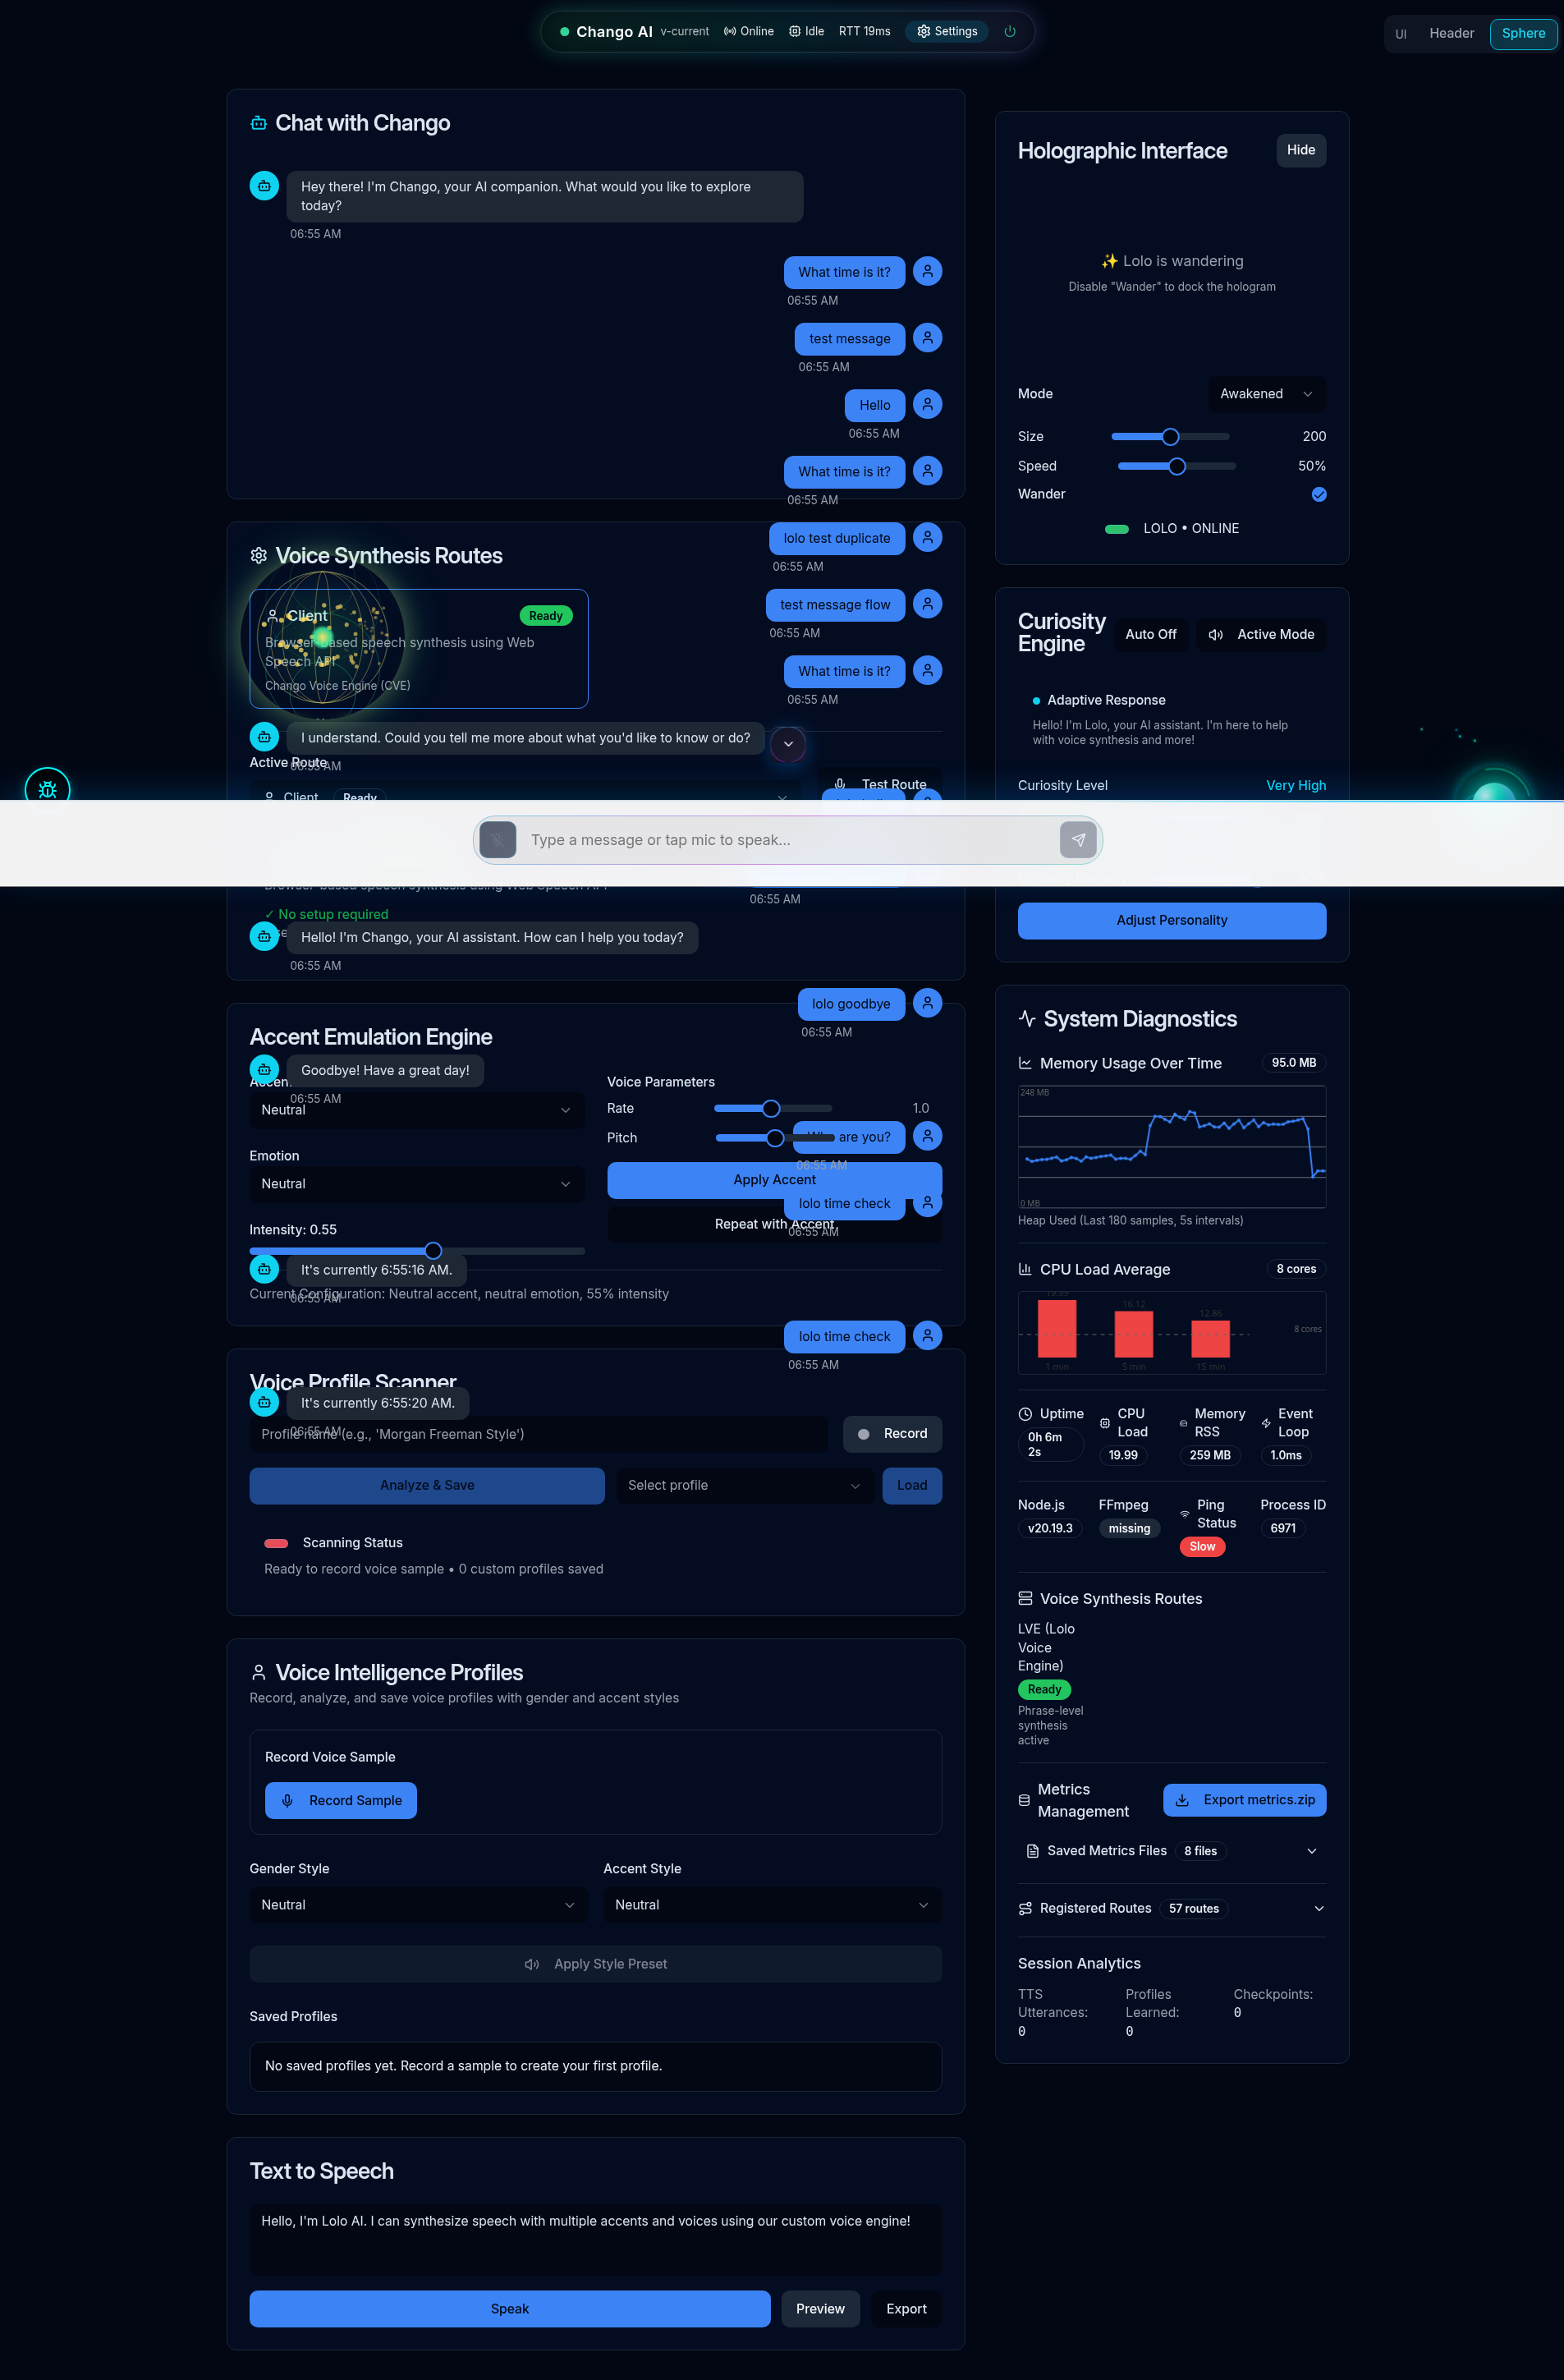 Chango AI v-current Online Idle RTT 19ms Settings
UI Header Sphere
Chat with Chango
Hey there! I'm Chango, your AI companion. What would you like to explore
today?
06:55 AM
What time is it?
06:55 AM
test message
06:55 AM
Hello
06:55 AM
What time is it?
06:55 AM
lolo test duplicate
06:55 AM
test message flow
06:55 AM
What time is it?
06:55 AM
Voice Synthesis Routes
Client Ready
Browser-based speech synthesis using Web
Speech API
Chango Voice Engine (CVE)
I understand. Could you tell me more about what you'd like to know or do?
06:55 AM
Active Route
Test Route
Client Ready
Type a message or tap mic to speak...
Browser-based speech synthesis using Web Speech API
06:55 AM
✓ No setup required
Hello! I'm Chango, your AI assistant. How can I help you today?
06:55 AM
lolo goodbye
06:55 AM
Accent Emulation Engine
Goodbye! Have a great day!
06:55 AM
Accent
Neutral
Emotion
Neutral
Intensity: 0.55
Voice Parameters
Rate 1.0
Pitch
are you?
06:55 AM
Apply Accent
lolo time check
06:55 AM
Repeat with Accent
It's currently 6:55:16 AM.
06:55 AM
Current Configuration: Neutral accent, neutral emotion, 55% intensity
lolo time check
06:55 AM
Voice Profile Scanner
It's currently 6:55:20 AM.
06:55 AM
Profile name (e.g., 'Morgan Freeman Style')
Record
Analyze & Save
Select profile
Load
Scanning Status
Ready to record voice sample • 0 custom profiles saved
Voice Intelligence Profiles
Record, analyze, and save voice profiles with gender and accent styles
Record Voice Sample
Record Sample
Gender Style
Neutral
Accent Style
Neutral
Apply Style Preset
Saved Profiles
No saved profiles yet. Record a sample to create your first profile.
Text to Speech
Hello, I'm Lolo AI. I can synthesize speech with multiple accents and voices using our custom voice engine!
Speak
Preview
Export
Holographic Interface
Hide
✨ Lolo is wandering
Disable "Wander" to dock the hologram
Mode Awakened
Size 200
Speed 50%
Wander
LOLO • ONLINE
Curiosity
Engine
Auto Off
Active Mode
Adaptive Response
Hello! I'm Lolo, your AI assistant. I'm here to help
with voice synthesis and more!
Curiosity Level Very High
Adjust Personality
System Diagnostics
Memory Usage Over Time 95.0 MB
248 MB
0 MB
Heap Used (Last 180 samples, 5s intervals)
CPU Load Average 8 cores
19.99
16.12
12.86
8 cores
1 min 5 min 15 min
Uptime
0h 6m
2s
CPU
Load
19.99
Memory
RSS
259 MB
Event
Loop
1.0ms
Node.js
v20.19.3
FFmpeg
missing
Ping
Status
Slow
Process ID
6971
Voice Synthesis Routes
LVE (Lolo
Voice
Engine)
Ready
Phrase-level
synthesis
active
Metrics
Management
Export metrics.zip
Saved Metrics Files 8 files
Registered Routes 57 routes
Session Analytics
TTS
Utterances:
0
Profiles
Learned:
0
Checkpoints:
0